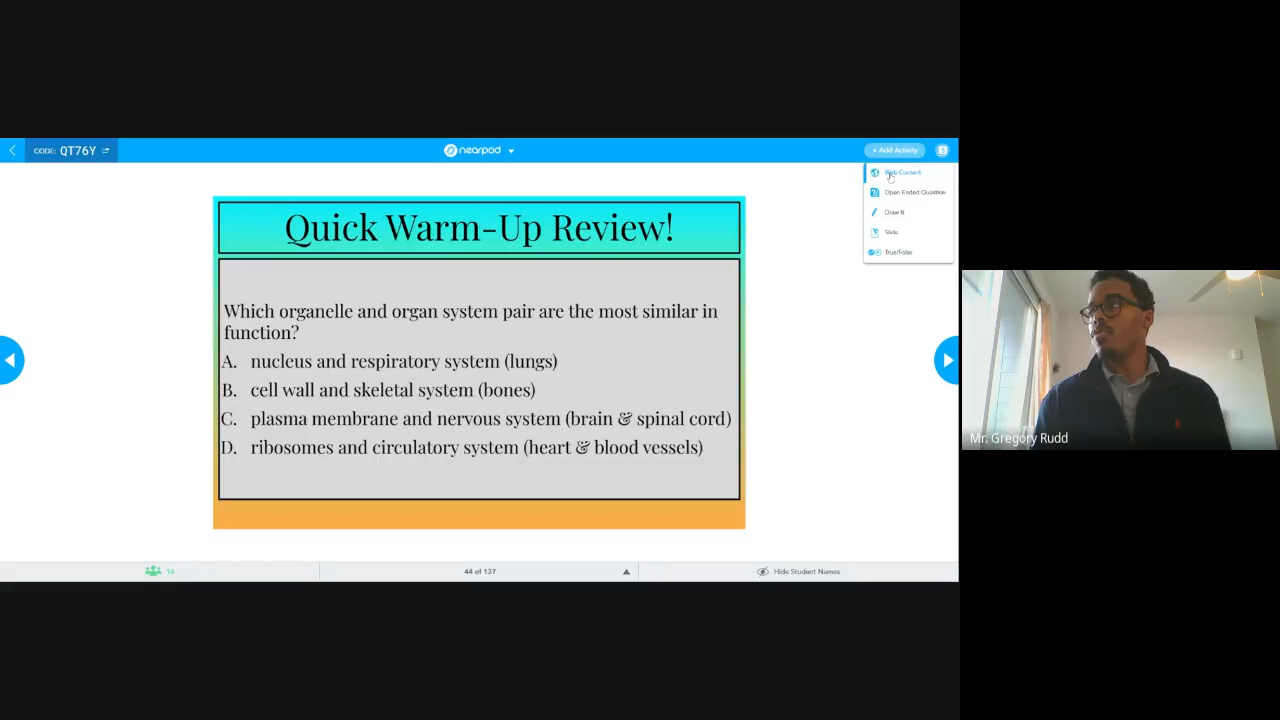 CODE: QT76Y
nearpod
+ Add Activity
Web Content
Open Ended Question
Draw It
Slide
True/False
Quick Warm-Up Review!
Which organelle and organ system pair are the most similar in
function?
A. nucleus and respiratory system (lungs)
B. cell wall and skeletal system (bones)
C. plasma membrane and nervous system (brain & spinal cord)
D. ribosomes and circulatory system (heart & blood vessels)
Mr. Gregory Rudd
16
44 of 137
Hide Student Names